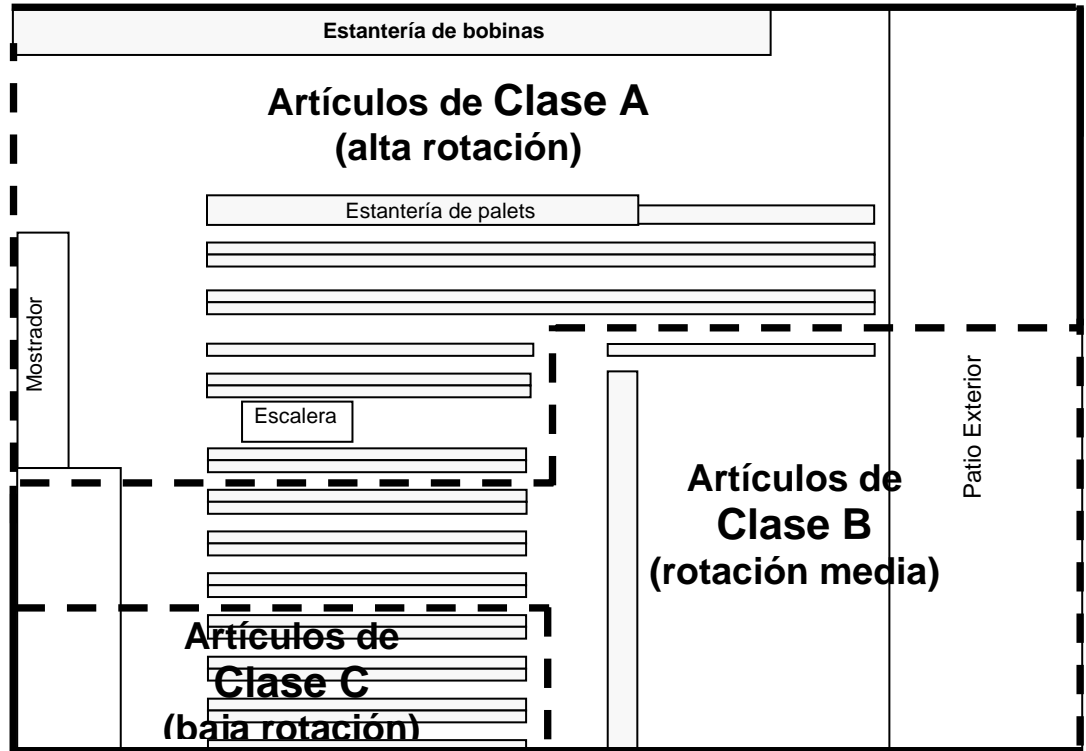 Estantería de bobinas
Artículos de Clase A
(alta rotación)
Estantería de palets
Mostrador
Escalera
Patio Exterior
Artículos de
Clase B
(rotación media)
Artículos de
Clase C
(baja rotación)